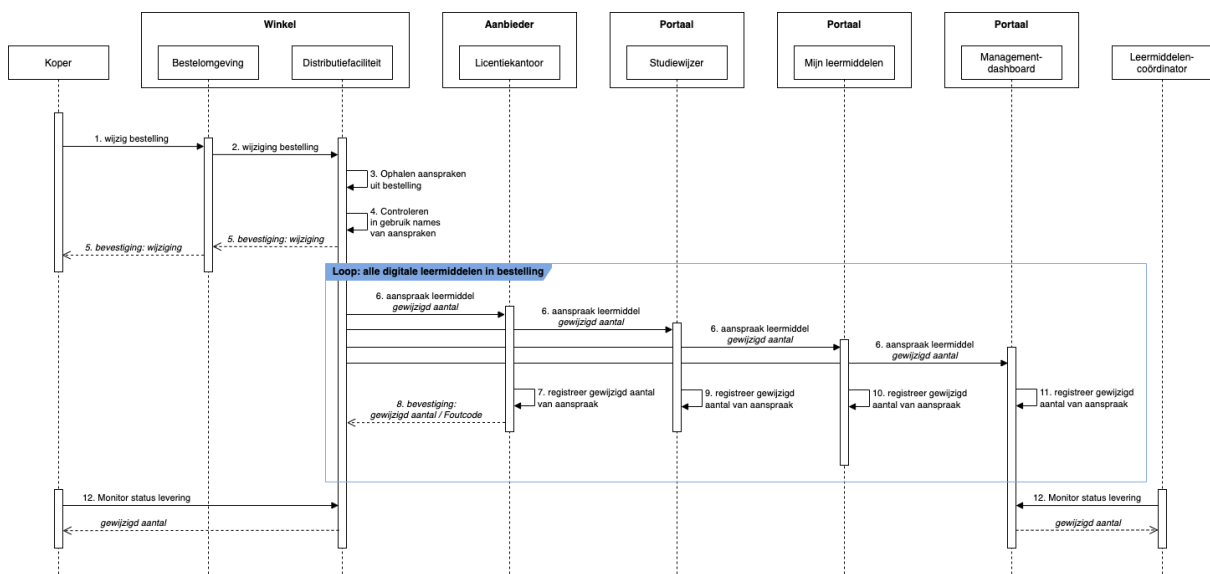 Winkel
Aanbieder
Portaal
Portaal
Portaal
Koper
Bestelomgeving
Distributiefaciliteit
Licentiekantoor
Studiewijzer
Mijn leermiddelen
Management-
dashboard
Leermiddelen-
coördinator
1. wijzig bestelling
2. wijziging bestelling
3. Ophalen aanspraken
uit bestelling
4. Controleren
in gebruik names
van aanspraken
5. bevestiging: wijziging
5. bevestiging: wijziging
Loop: alle digitale leermiddelen in bestelling
6. aanspraak leermiddel
gewijzigd aantal
6. aanspraak leermiddel
gewijzigd aantal
6. aanspraak leermiddel
gewijzigd aantal
6. aanspraak leermiddel
gewijzigd aantal
7. registreer gewijzigd aantal
van aanspraak
8. bevestiging:
gewijzigd aantal / Foutcode
9. registreer gewijzigd
aantal van aanspraak
10. registreer gewijzigd
aantal van aanspraak
11. registreer gewijzigd
aantal van aanspraak
12. Monitor status levering
gewijzigd aantal
12. Monitor status levering
gewijzigd aantal